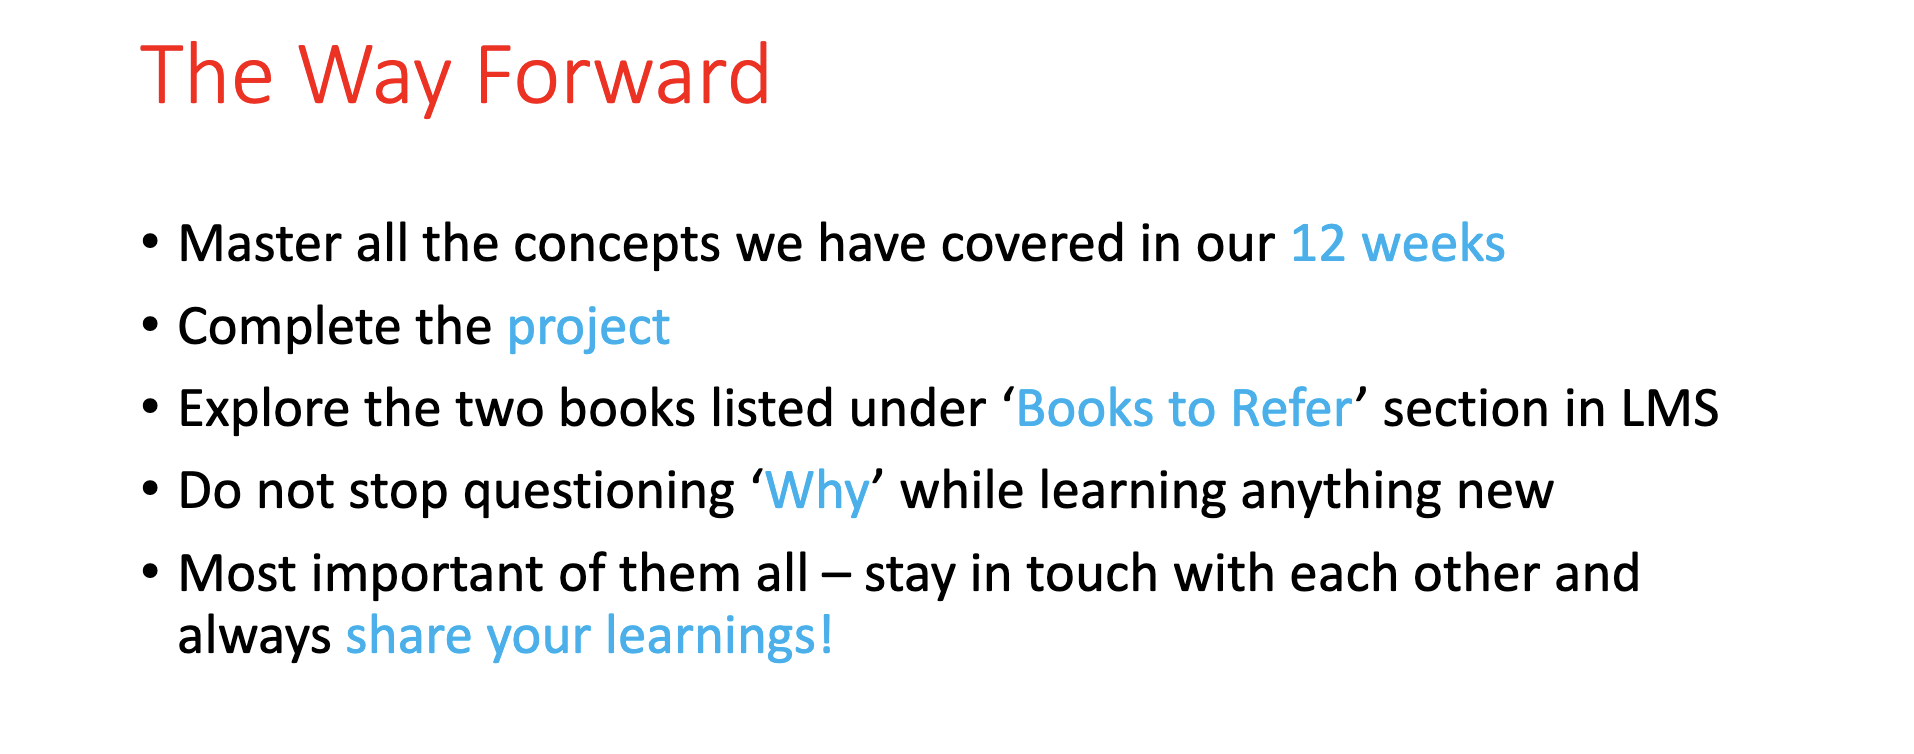 The Way Forward
• Master all the concepts we have covered in our 12 weeks
• Complete the project
• Explore the two books listed under ‘Books to Refer’ section in LMS
• Do not stop questioning ‘Why’ while learning anything new
• Most important of them all – stay in touch with each other and
always share your learnings!